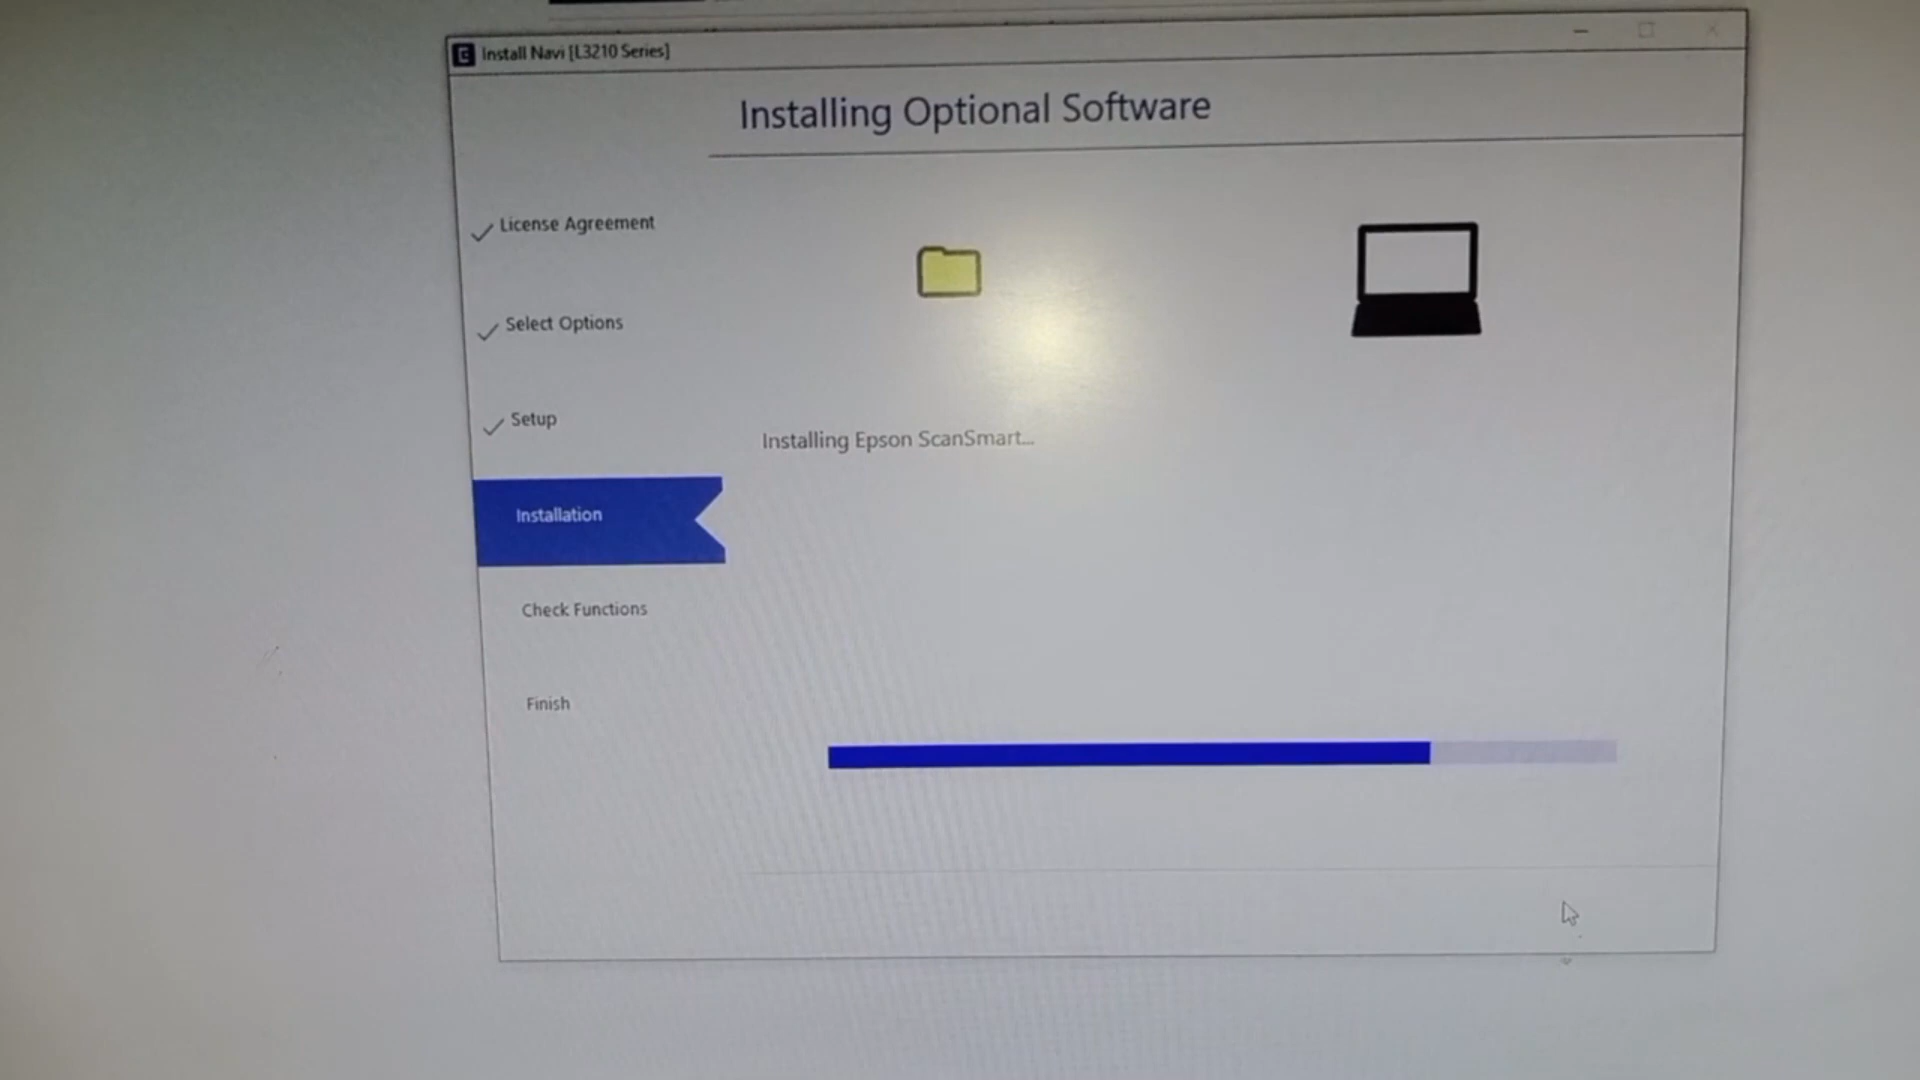 Install Navi [L3210 Series]
Installing Optional Software
License Agreement
Select Options
Setup
Installation
Check Functions
Finish
Installing Epson ScanSmart...